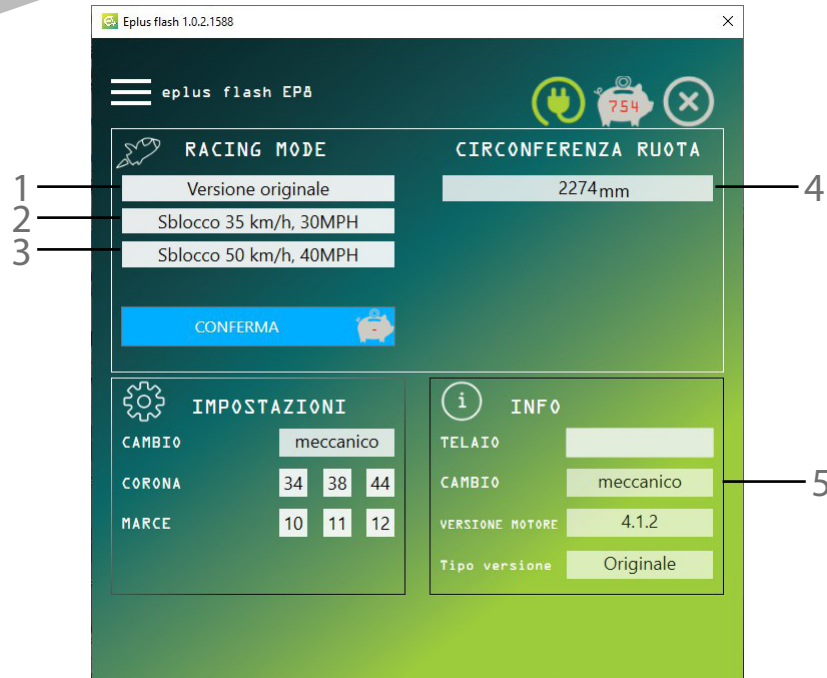 Eplus flash 1.0.2.1588
eplus flash EP8
754
RACING MODE
CIRCONFERENZA RUOTA
1
Versione originale
2274 mm
4
2
Sblocco 35 km/h, 30MPH
3
Sblocco 50 km/h, 40MPH
CONFERMA
-
IMPOSTAZIONI
CAMBIO meccanico
CORONA 34 38 44
MARCE 10 11 12
i INFO
TELAIO
CAMBIO meccanico
5
VERSIONE MOTORE 4.1.2
Tipo versione Originale